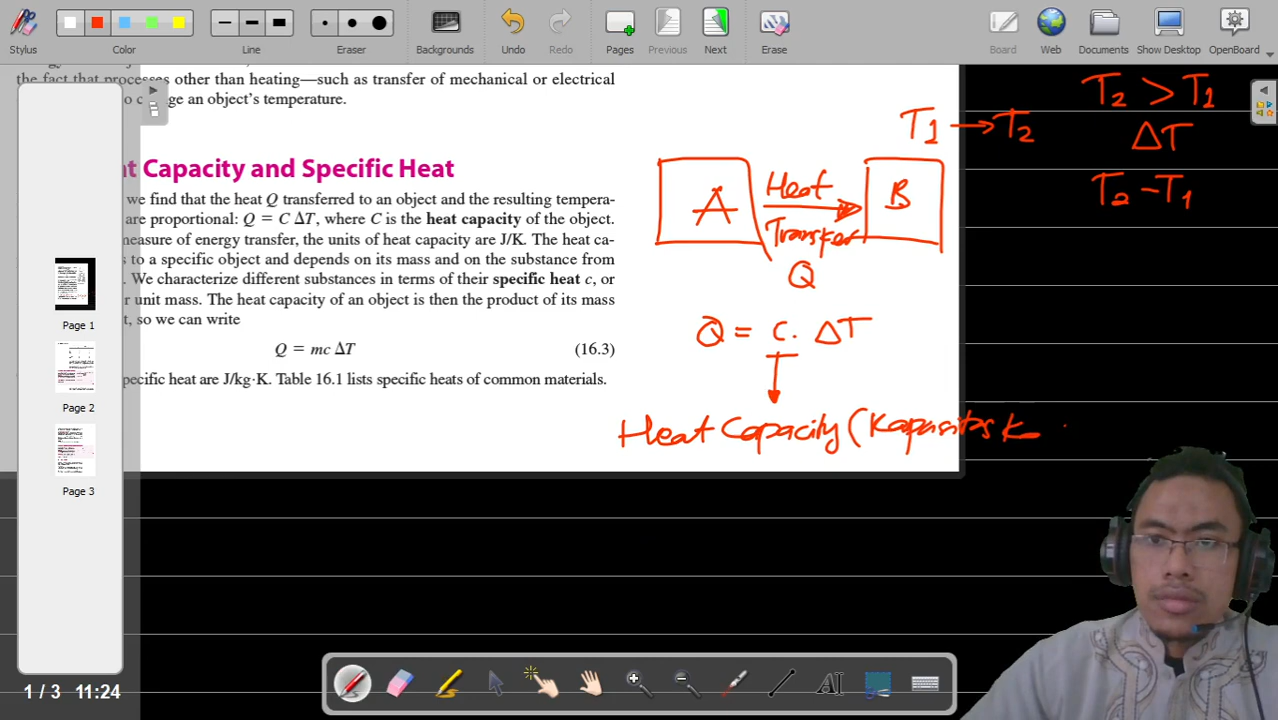 Stylus
Color
Line
Eraser
Backgrounds
Undo
Redo
Pages
Previous
Next
Erase
Board
Web
Documents
Show Desktop
OpenBoard
the fact that processes other than heating—such as transfer of mechanical or electrical
ge an object's temperature.
t Capacity and Specific Heat
we find that the heat Q transferred to an object and the resulting tempera-
are proportional: Q = C ΔT, where C is the heat capacity of the object.
neasure of energy transfer, the units of heat capacity are J/K. The heat ca-
s to a specific object and depends on its mass and on the substance from
. We characterize different substances in terms of their specific heat c, or
r unit mass. The heat capacity of an object is then the product of its mass
t, so we can write
Q = mc ΔT (16.3)
pecific heat are J/kg·K. Table 16.1 lists specific heats of common materials.
T1 → T2
T2 > T1
ΔT
T2 - T1
A
Heat
Transfer
Q
B
Q = C. ΔT
Heat Capacity (Kapasitas K
Page 1
Page 2
Page 3
1 / 3 11:24